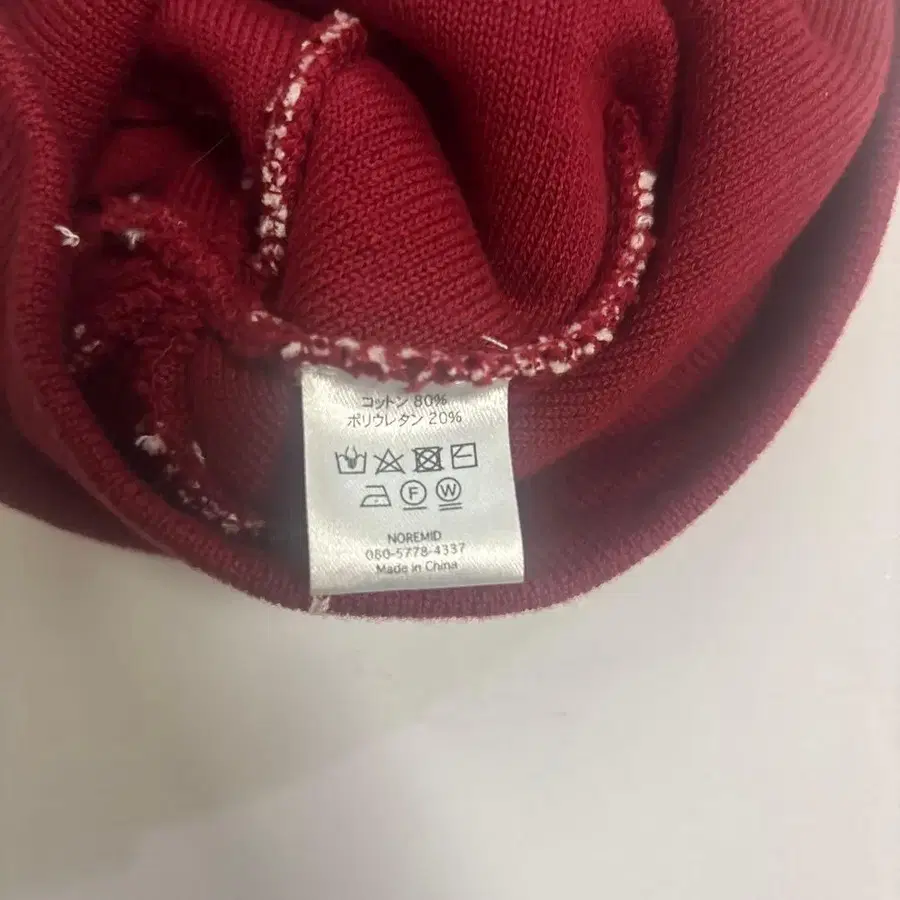 コットン 80%
ポリウレタン 20%
F W
NOREMID
080-5778-4337
Made in China